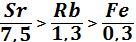 Sr/7,5 > Rb/1,3 > Fe/0.3